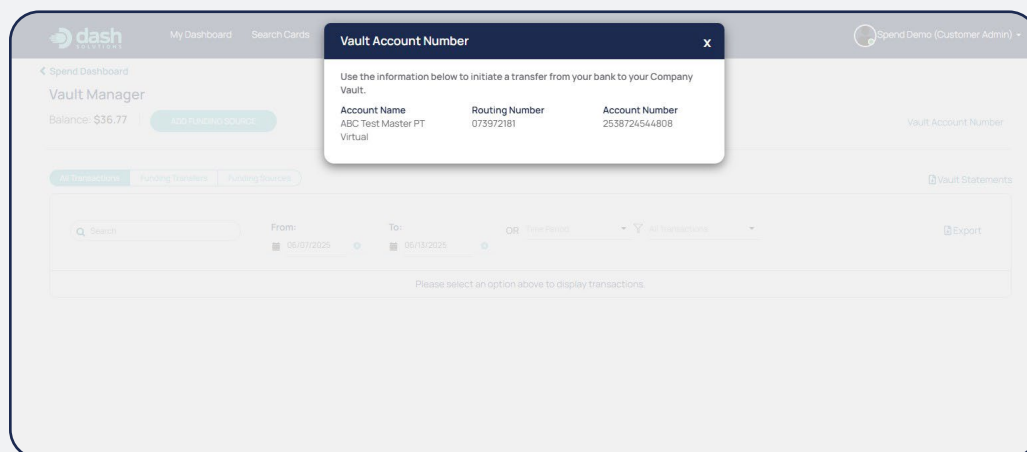 dash
SOLUTIONS
My Dashboard Search Cards
Spend Demo (Customer Admin)
Vault Account Number X
Use the information below to initiate a transfer from your bank to your Company
Vault.
Account Name Routing Number Account Number
ABC Test Master PT 073972181 2538724544808
Virtual
Spend Dashboard
Vault Manager
Balance: $36.77 ADD FUNDING SOURCE
Vault Account Number
All Transactions Funding Transfers Funding Sources
Vault Statements
Search
From: To:
06/07/2025 06/13/2025
OR Time Period All Transactions
Export
Please select an option above to display transactions.